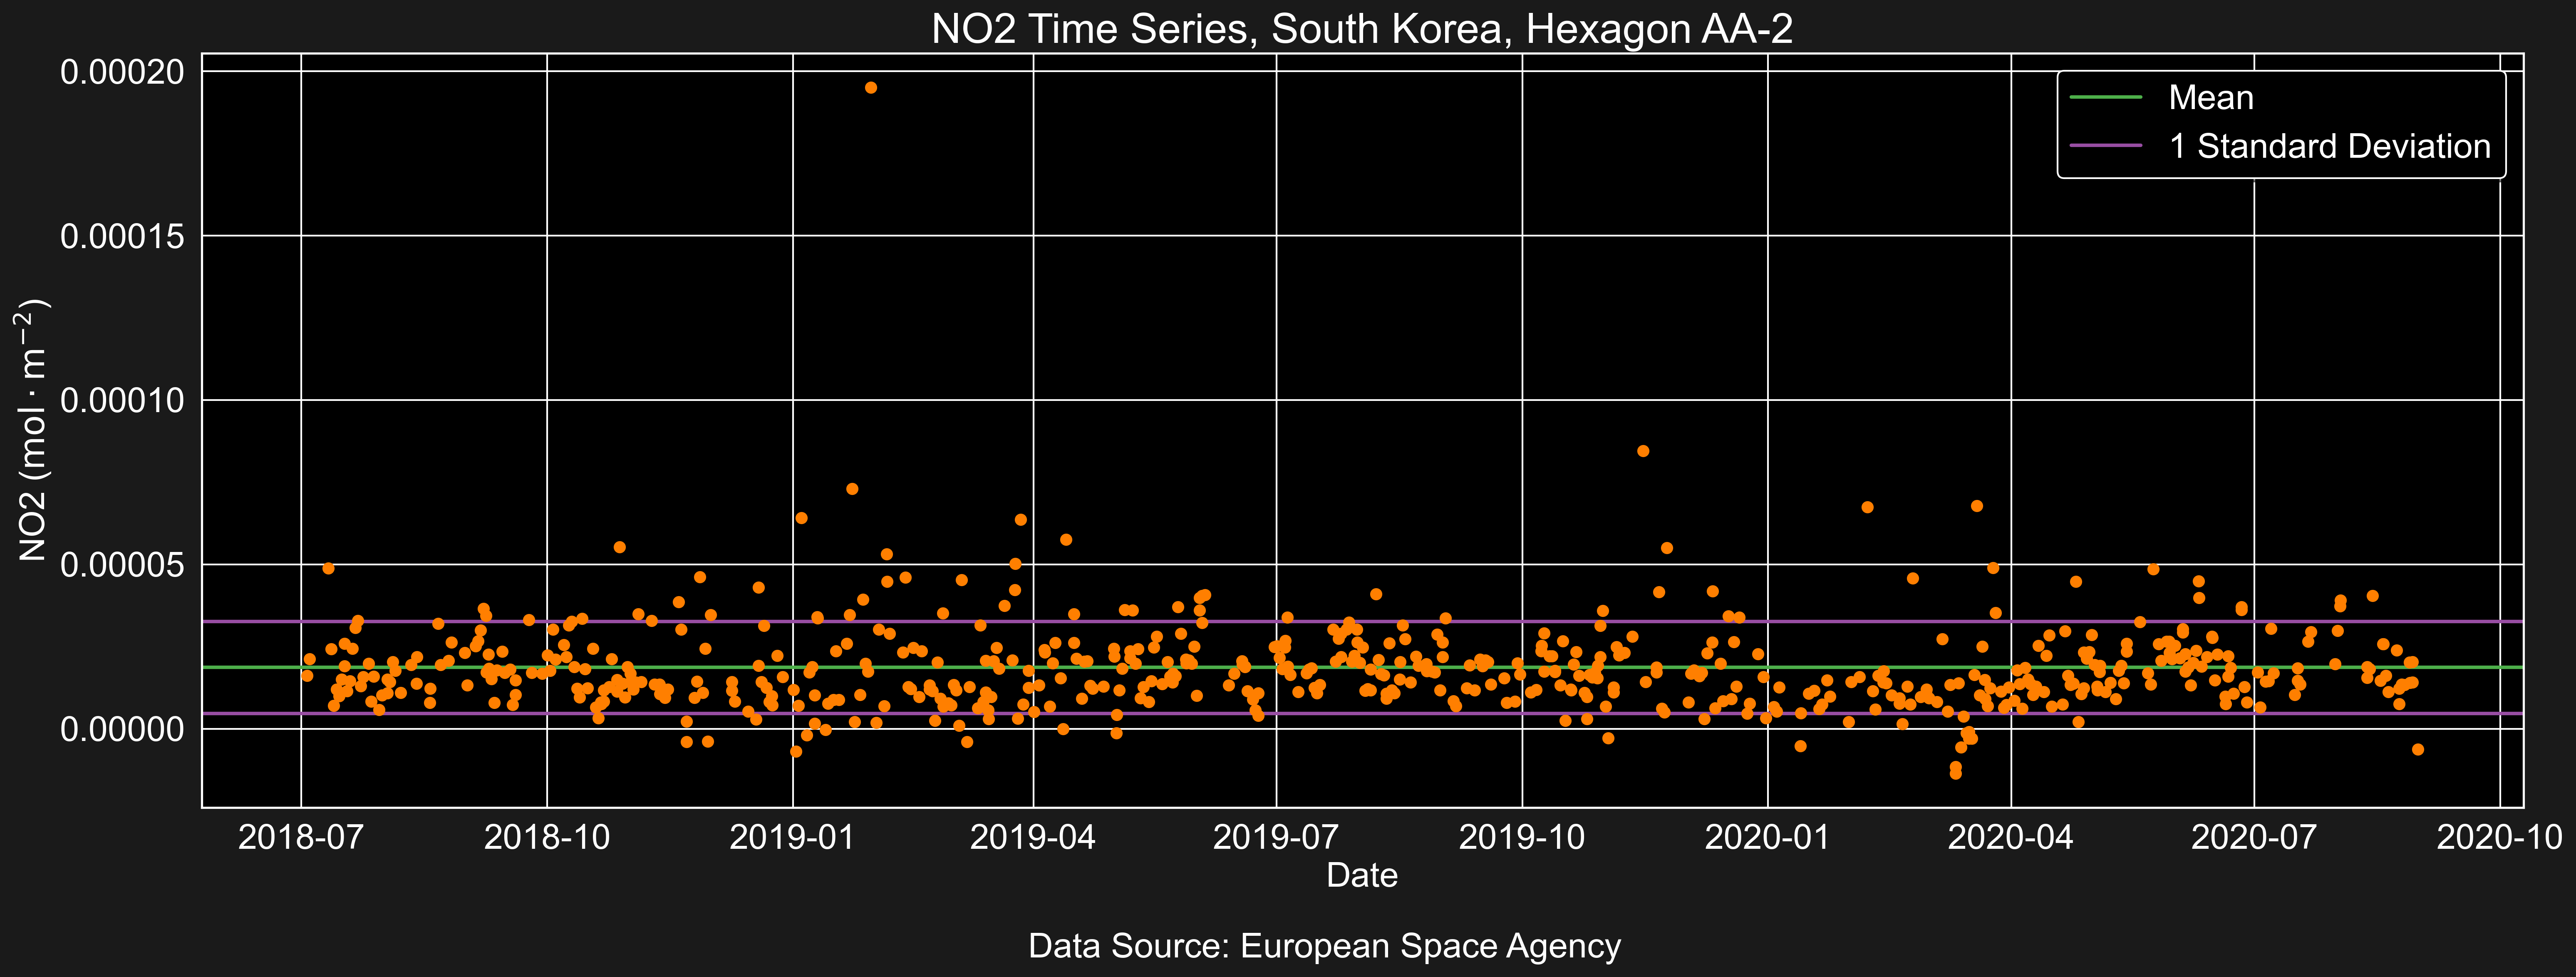 NO2 Time Series, South Korea, Hexagon AA-2
Mean
1 Standard Deviation
NO2 (mol · m⁻²)
0.00020
0.00015
0.00010
0.00005
0.00000
2018-07 2018-10 2019-01 2019-04 2019-07 2019-10 2020-01 2020-04 2020-07 2020-10
Date
Data Source: European Space Agency